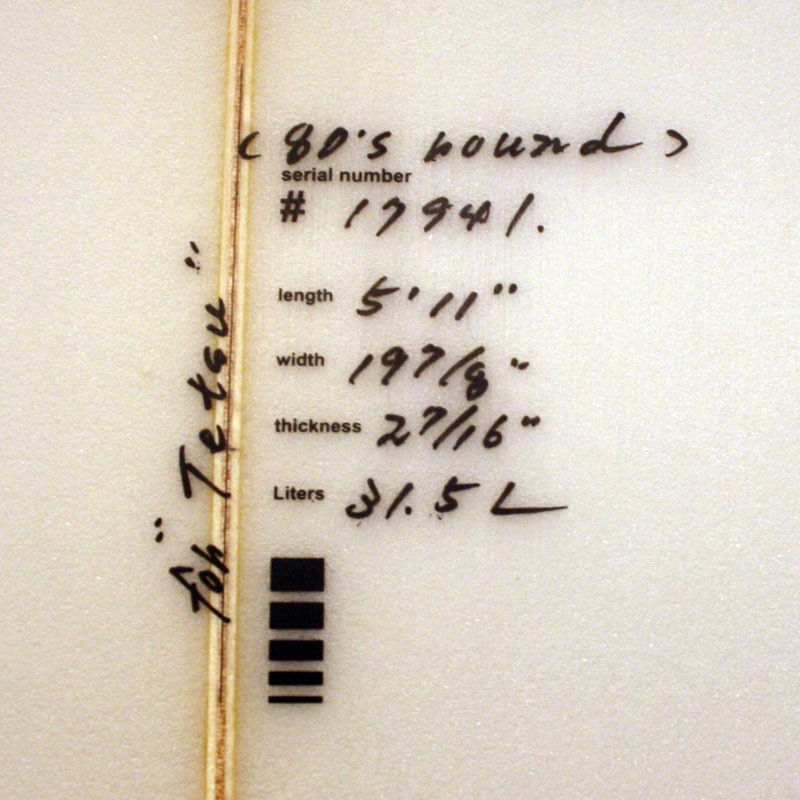 (80's round)
serial number
# 17941.
length 5'11"
width 19 7/8"
thickness 2 7/16"
Liters 31.5 L
for "Tetsu"